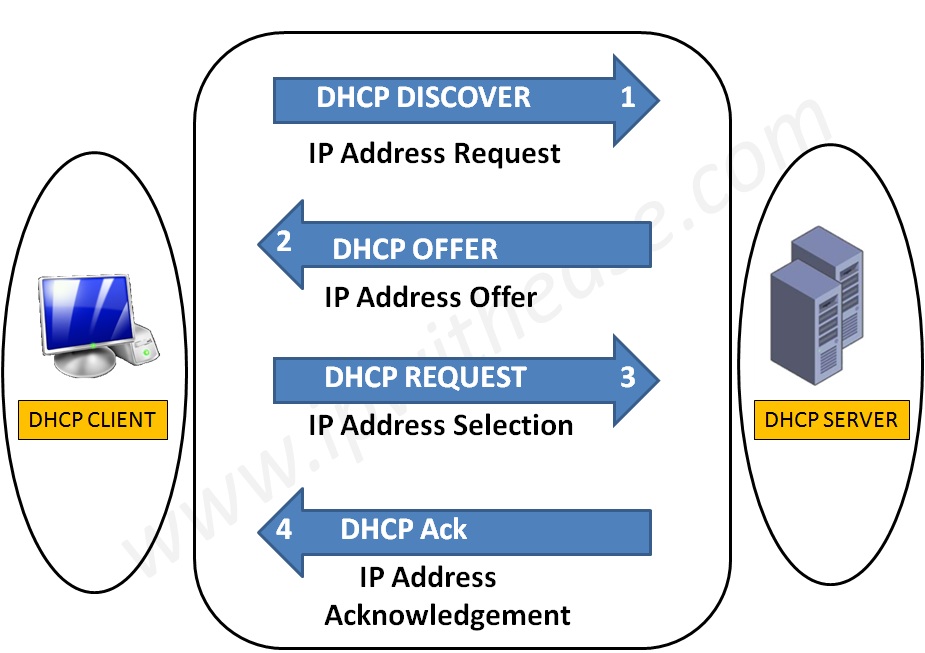 DHCP DISCOVER 1
IP Address Request
2 DHCP OFFER
IP Address Offer
DHCP REQUEST 3
IP Address Selection
4 DHCP Ack
IP Address
Acknowledgement
DHCP CLIENT
DHCP SERVER
www.ipwithease.com